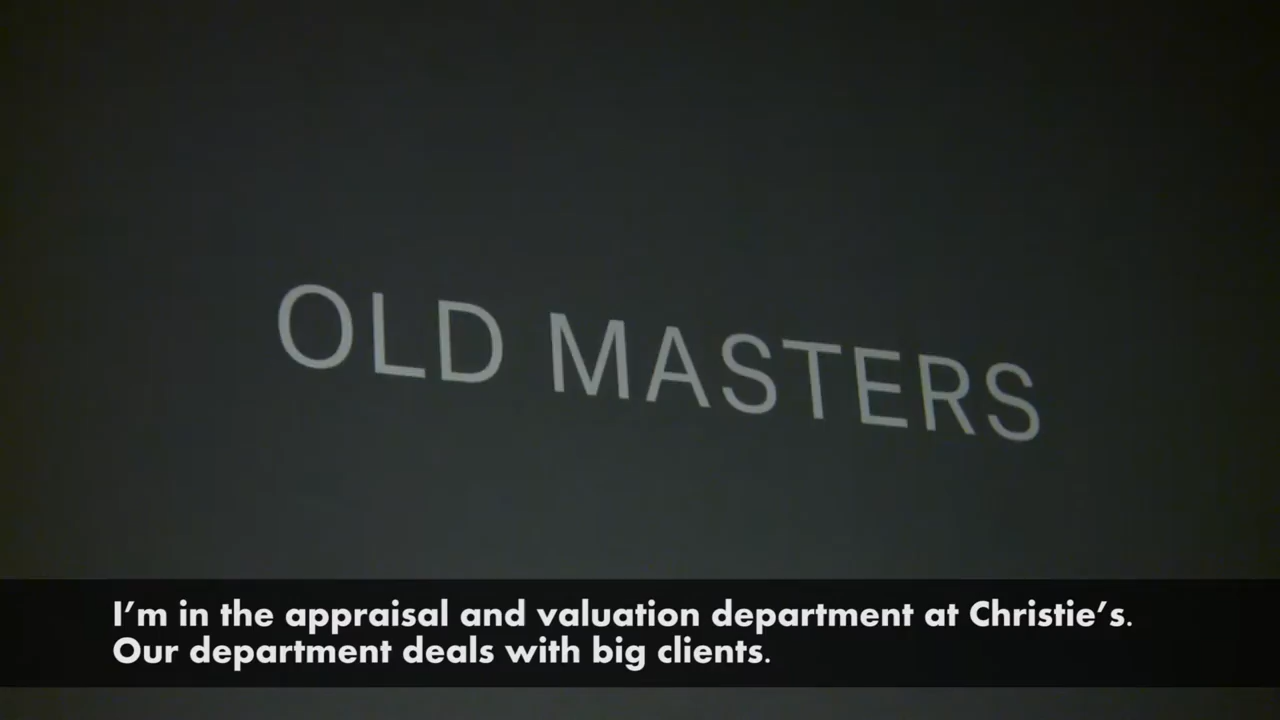 OLD MASTERS
I'm in the appraisal and valuation department at Christie's.
Our department deals with big clients.